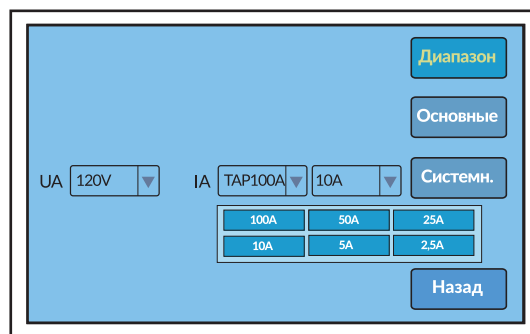 Диапазон
Основные
UA 120V IA TAP100A 10A Системн.
100A 50A 25A
10A 5A 2,5A
Назад